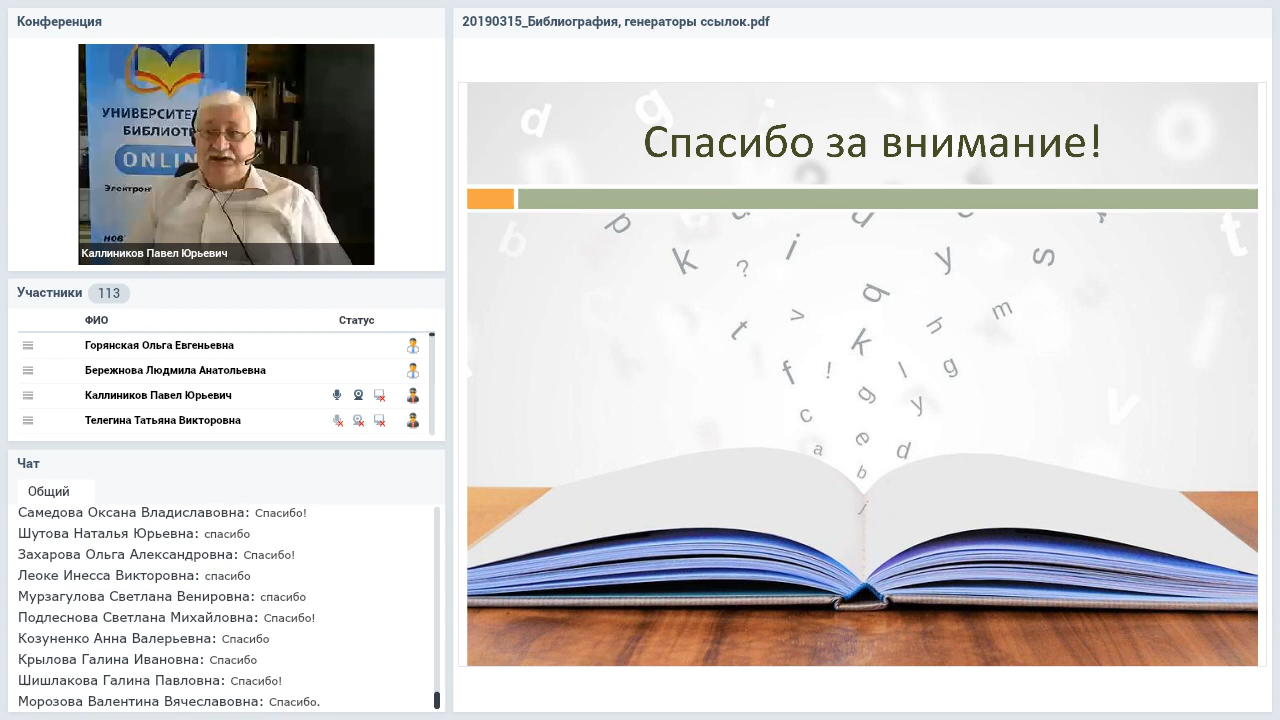 Конференция
УНИВЕРСИТЕТ
БИБЛИОТ
ONLIN
Электрон
нов
Каллиников Павел Юрьевич
Участники 113
ФИО Статус
Горянская Ольга Евгеньевна
Бережнова Людмила Анатольевна
Каллиников Павел Юрьевич
Телегина Татьяна Викторовна
Чат
Общий
Самедова Оксана Владиславовна: Спасибо!
Шутова Наталья Юрьевна: спасибо
Захарова Ольга Александровна: Спасибо!
Леоке Инесса Викторовна: спасибо
Мурзагулова Светлана Венировна: спасибо
Подлеснова Светлана Михайловна: Спасибо!
Козуненко Анна Валерьевна: Спасибо
Крылова Галина Ивановна: Спасибо
Шишлакова Галина Павловна: Спасибо!
Морозова Валентина Вячеславовна: Спасибо.
20190315_Библиография, генераторы ссылок.pdf
Спасибо за внимание!